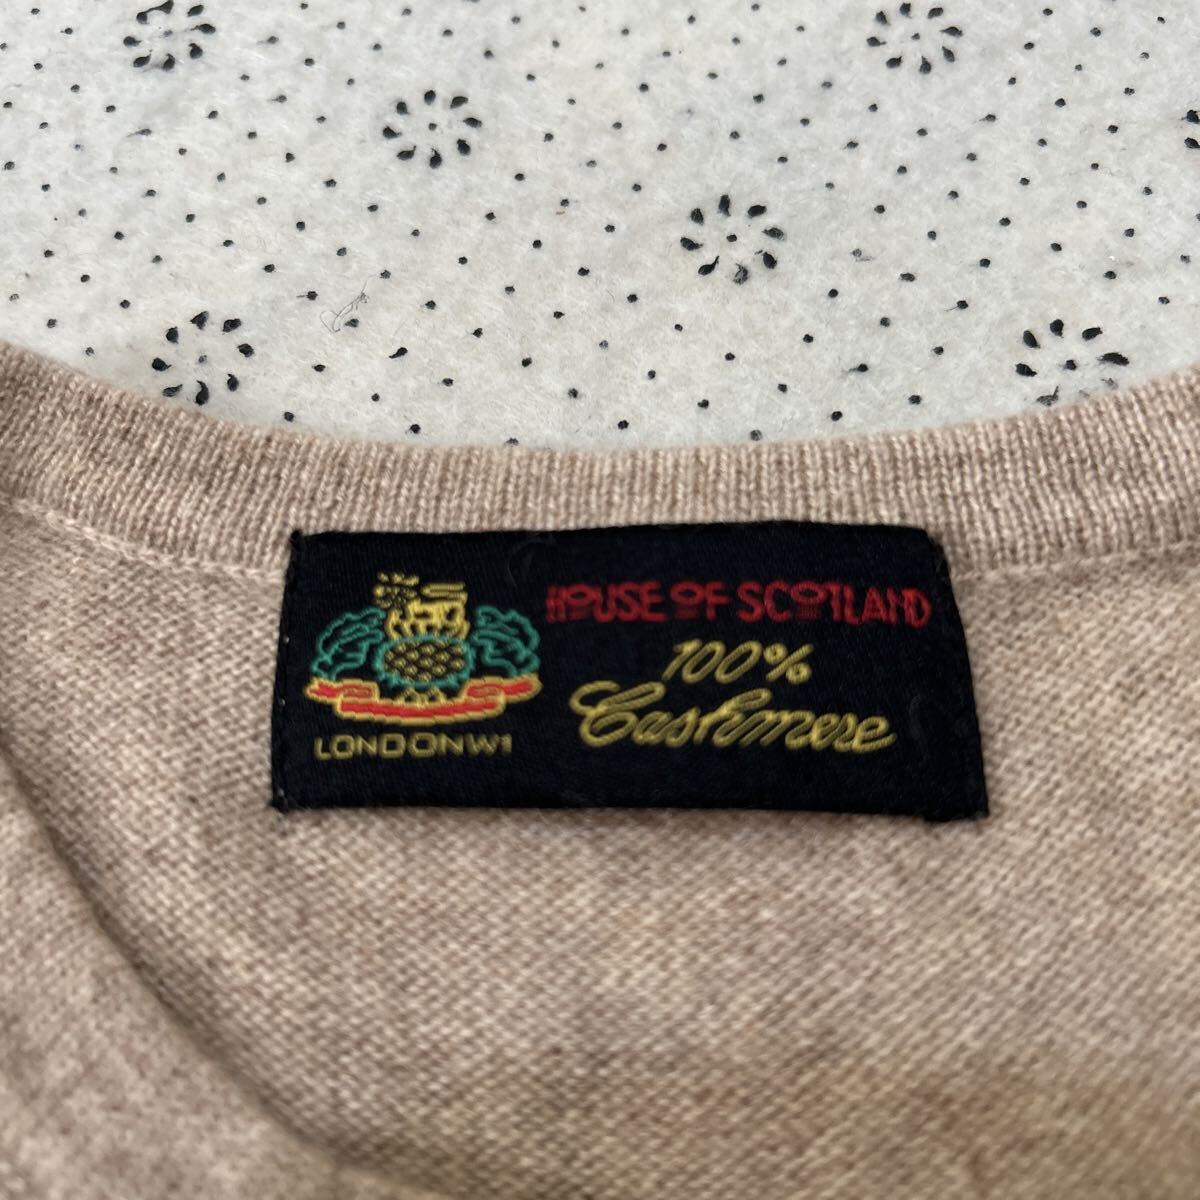 HOUSE OF SCOTLAND
100%
Cashmere
LONDON W1